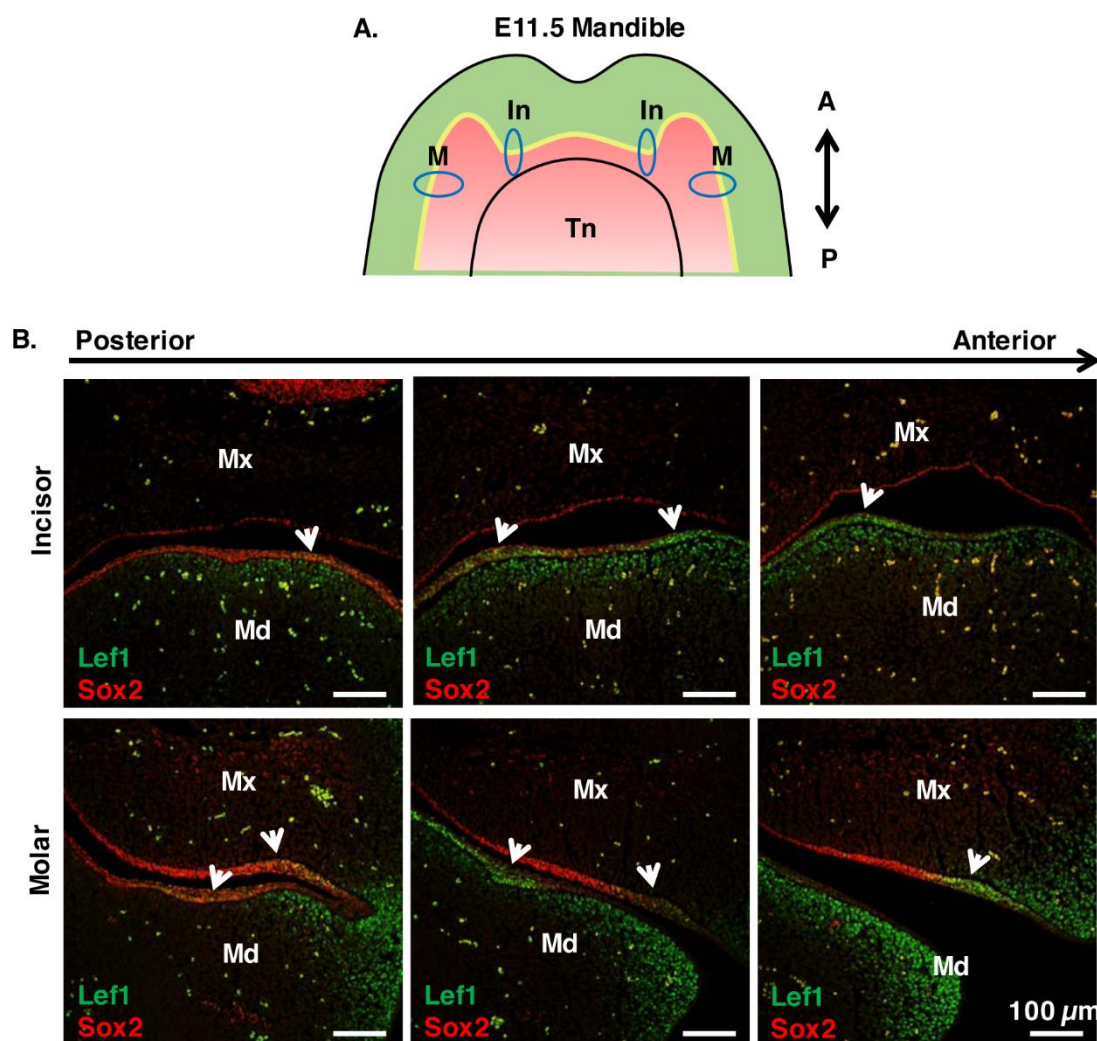 A. E11.5 Mandible
In In
A
M M
Tn
P
B. Posterior Anterior
Incisor
Mx Mx Mx
Md Md Md
Lef1 Lef1 Lef1
Sox2 Sox2 Sox2
Molar
Mx Mx Mx
Md Md Md
Lef1 Lef1 Lef1
Sox2 Sox2 Sox2 100 µm